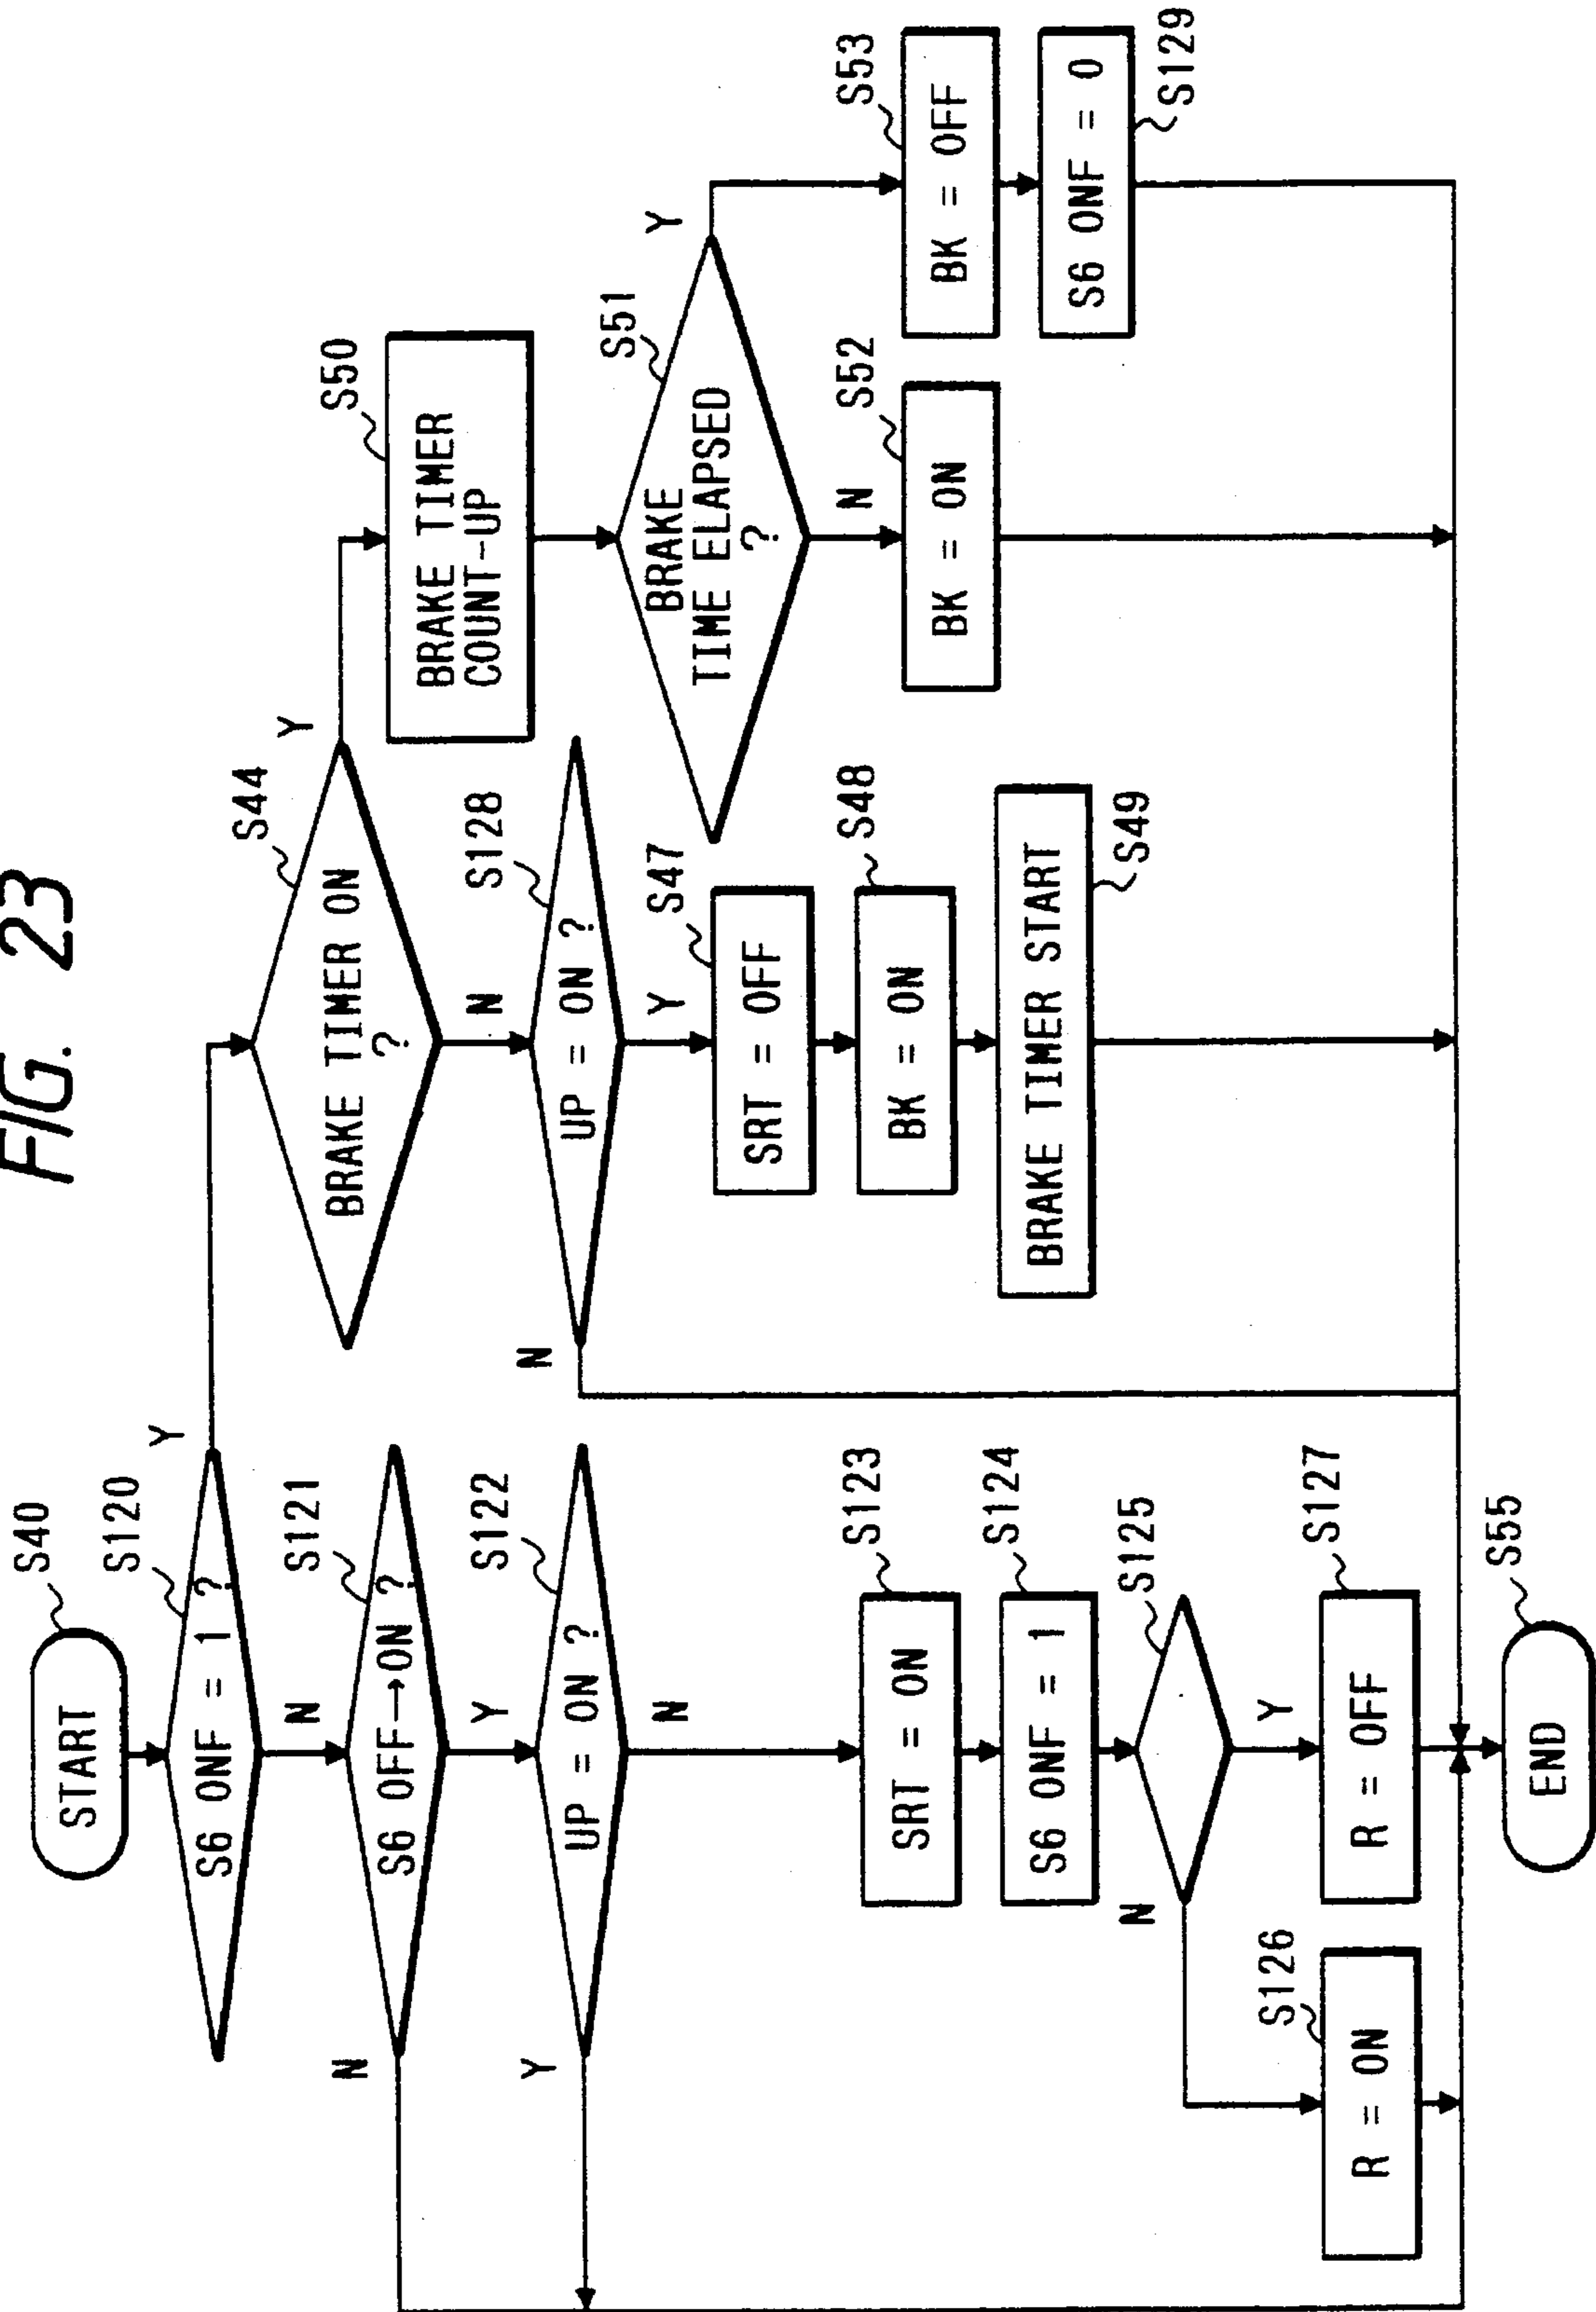 FIG. 23
S40
START
S120
S6 ONF = 1 ?
Y
N
S121
S6 OFF→ON ?
N
Y
S122
UP = ON ?
Y
N
S123
SRT = ON
S124
S6 ONF = 1
S125
N
Y
S126
R = ON
S127
R = OFF
S44
BRAKE TIMER ON
?
Y
N
S128
UP = ON ?
N
Y
S47
SRT = OFF
S48
BK = ON
BRAKE TIMER START
S49
S50
BRAKE TIMER
COUNT-UP
S51
BRAKE
TIME ELAPSED
?
Y
N
S52
BK = ON
S53
BK = OFF
S6 ONF = 0
S129
S55
END